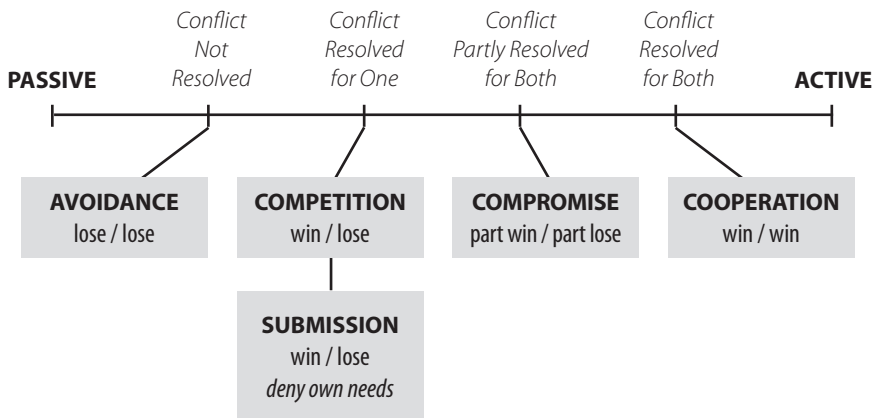 Conflict
Not
Resolved
Conflict
Resolved
for One
Conflict
Partly Resolved
for Both
Conflict
Resolved
for Both
PASSIVE
ACTIVE
AVOIDANCE
lose / lose
COMPETITION
win / lose
COMPROMISE
part win / part lose
COOPERATION
win / win
SUBMISSION
win / lose
deny own needs